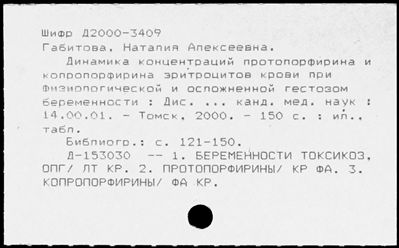 Шифр Д2000-3409
Габитова, Наталия Алексеевна.
Динамика концентраций протопорфирина и
копропорфирина эритроцитов крови при
физиологической и осложненной гестозом
беременности : Дис. ... канд. мед. наук :
14.00.01. - Томск, 2000. - 150 с. : ил.,
табл.
Библиогр.: с. 121-150.
Д-153030 -- 1. БЕРЕМЕННОСТИ ТОКСИКОЗ,
ОПГ/ ЛТ КР. 2. ПРОТОПОРФИРИНЫ/ КР ФА. 3.
КОПРОПОРФИРИНЫ/ ФА КР.